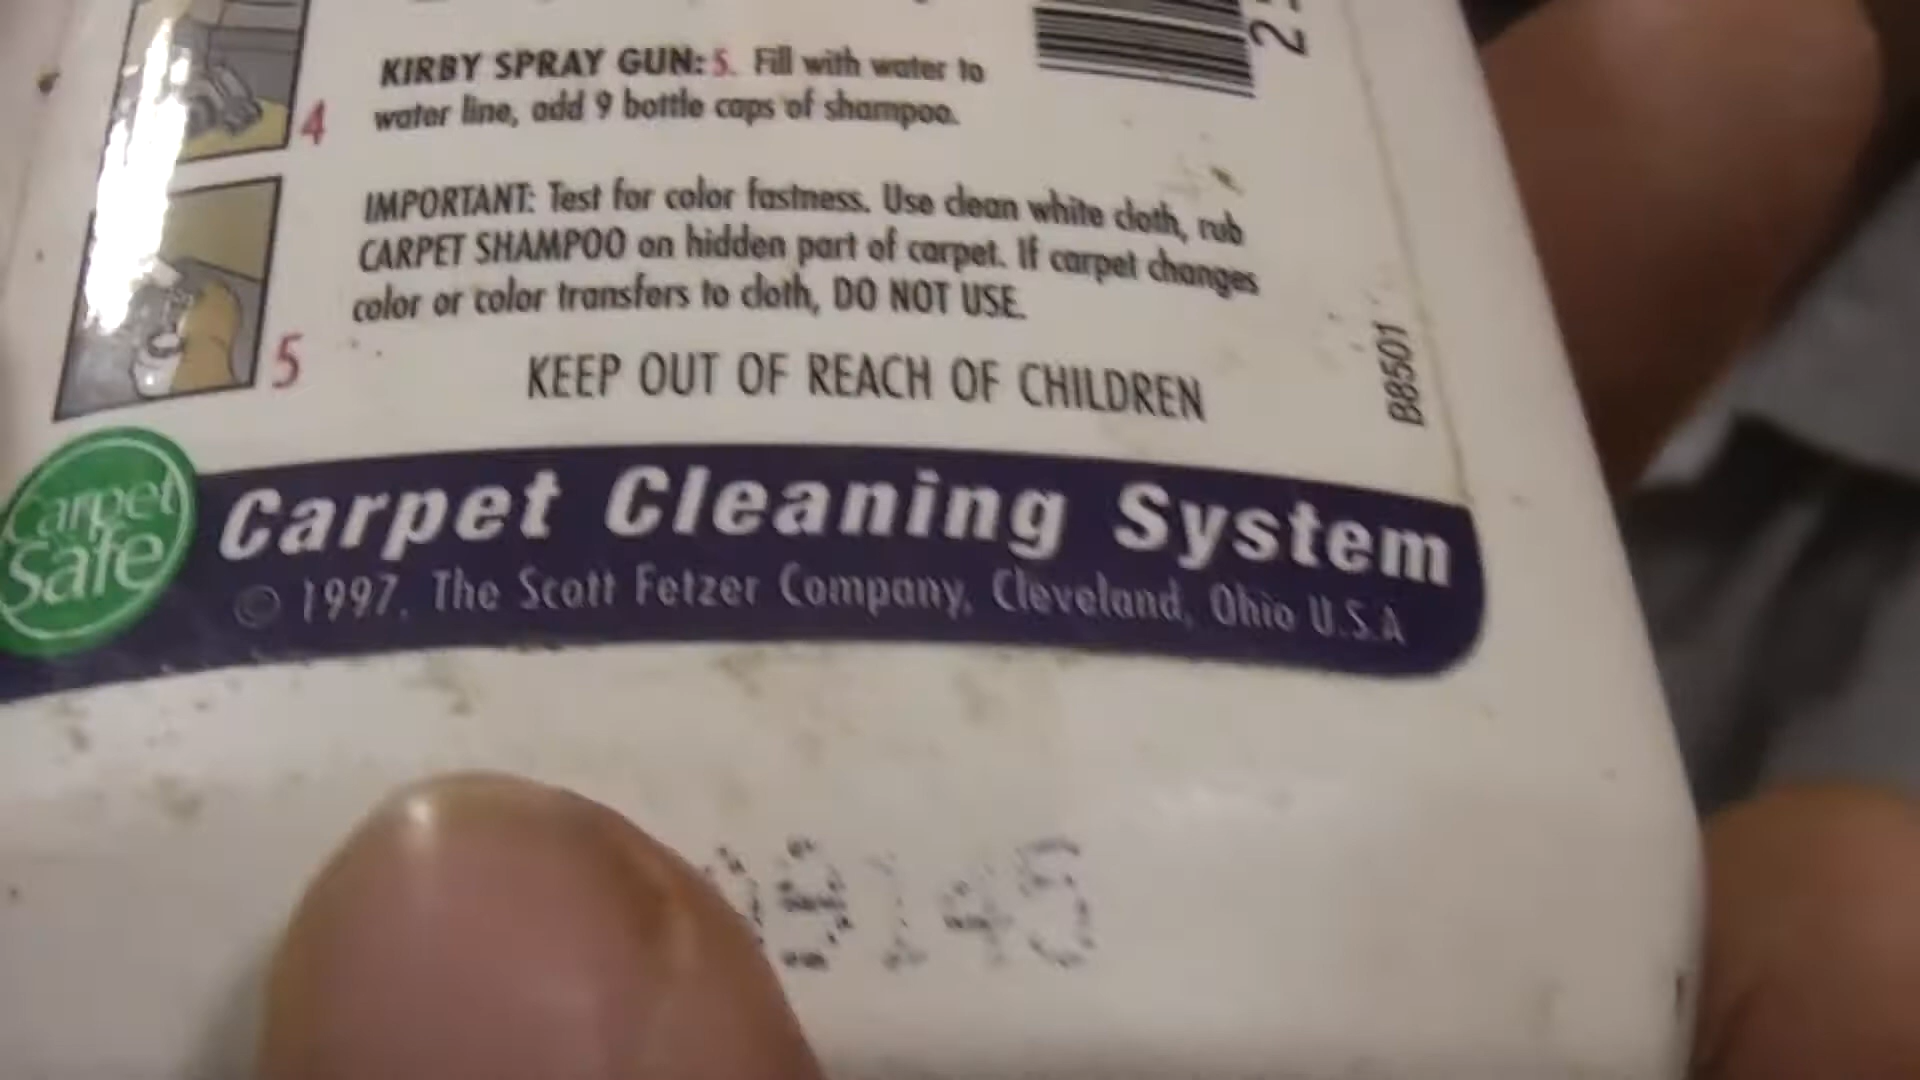 4
KIRBY SPRAY GUN: 5. Fill with water to
water line, add 9 bottle caps of shampoo.
IMPORTANT: Test for color fastness. Use clean white cloth, rub
CARPET SHAMPOO on hidden part of carpet. If carpet changes
color or color transfers to cloth, DO NOT USE.
5
KEEP OUT OF REACH OF CHILDREN
B8501
Carpet
Safe
Carpet Cleaning System
© 1997, The Scott Fetzer Company, Cleveland, Ohio U.S.A